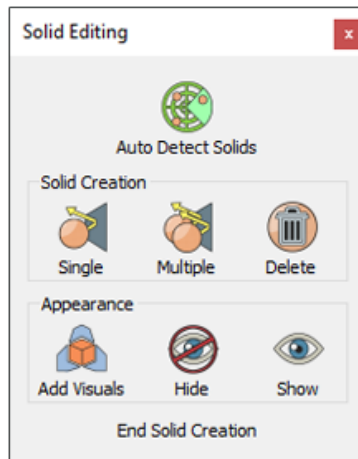 Solid Editing
x
Auto Detect Solids
Solid Creation
Single Multiple Delete
Appearance
Add Visuals Hide Show
End Solid Creation